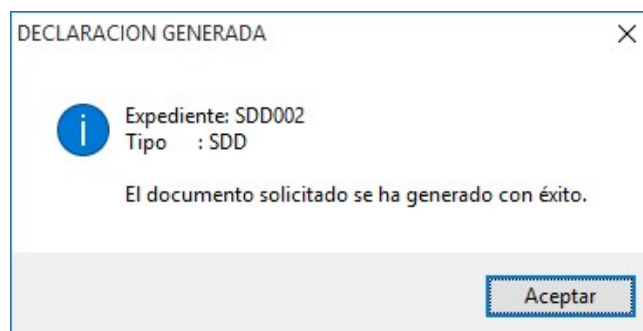 DECLARACION GENERADA
Expediente: SDD002
Tipo : SDD
El documento solicitado se ha generado con éxito.
Aceptar